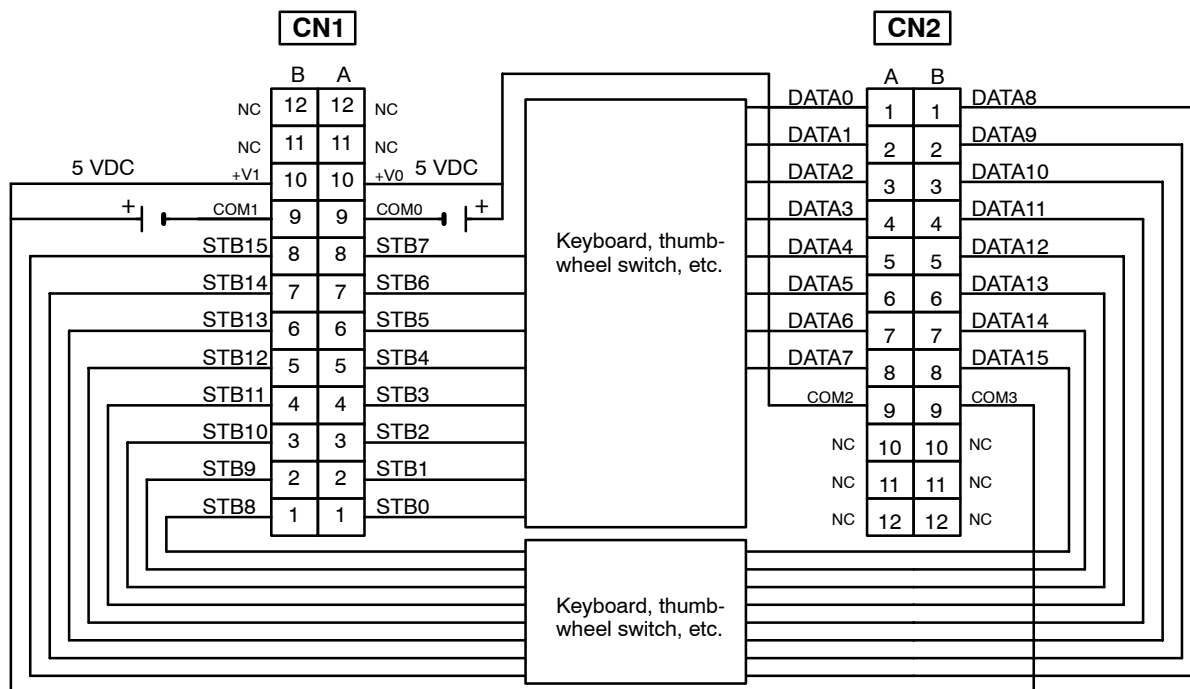 CN1
CN2
B A
A B
NC 12 12 NC
NC 11 11 NC
5 VDC +V1 10 10 +V0 5 VDC
+ COM1 9 9 COM0 +
STB15 8 8 STB7
STB14 7 7 STB6
STB13 6 6 STB5
STB12 5 5 STB4
STB11 4 4 STB3
STB10 3 3 STB2
STB9 2 2 STB1
STB8 1 1 STB0
Keyboard, thumb-
wheel switch, etc.
DATA0 1 1 DATA8
DATA1 2 2 DATA9
DATA2 3 3 DATA10
DATA3 4 4 DATA11
DATA4 5 5 DATA12
DATA5 6 6 DATA13
DATA6 7 7 DATA14
DATA7 8 8 DATA15
COM2 9 9 COM3
NC 10 10 NC
NC 11 11 NC
NC 12 12 NC
Keyboard, thumb-
wheel switch, etc.